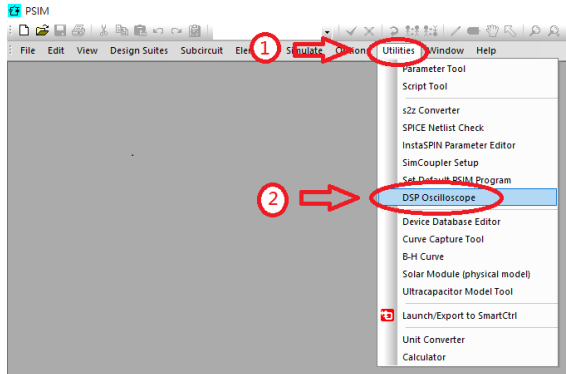 PSIM
File Edit View Design Suites Subcircuit Simulate Utilities Window Help
1
Parameter Tool
Script Tool
s2z Converter
SPICE Netlist Check
InstaSPIN Parameter Editor
SimCoupler Setup
Set Default PSIM Program
2
DSP Oscilloscope
Device Database Editor
Curve Capture Tool
B-H Curve
Solar Module (physical model)
Ultracapacitor Model Tool
Launch/Export to SmartCtrl
Unit Converter
Calculator